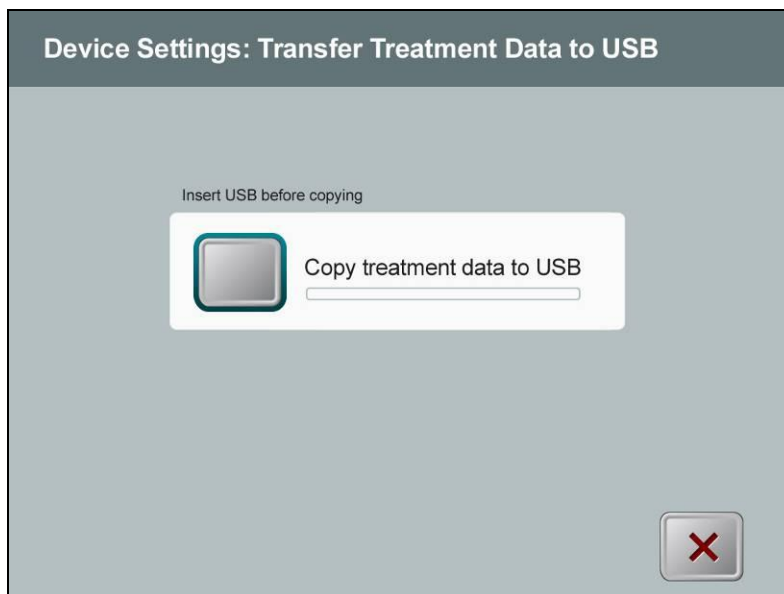 Device Settings: Transfer Treatment Data to USB
Insert USB before copying
Copy treatment data to USB